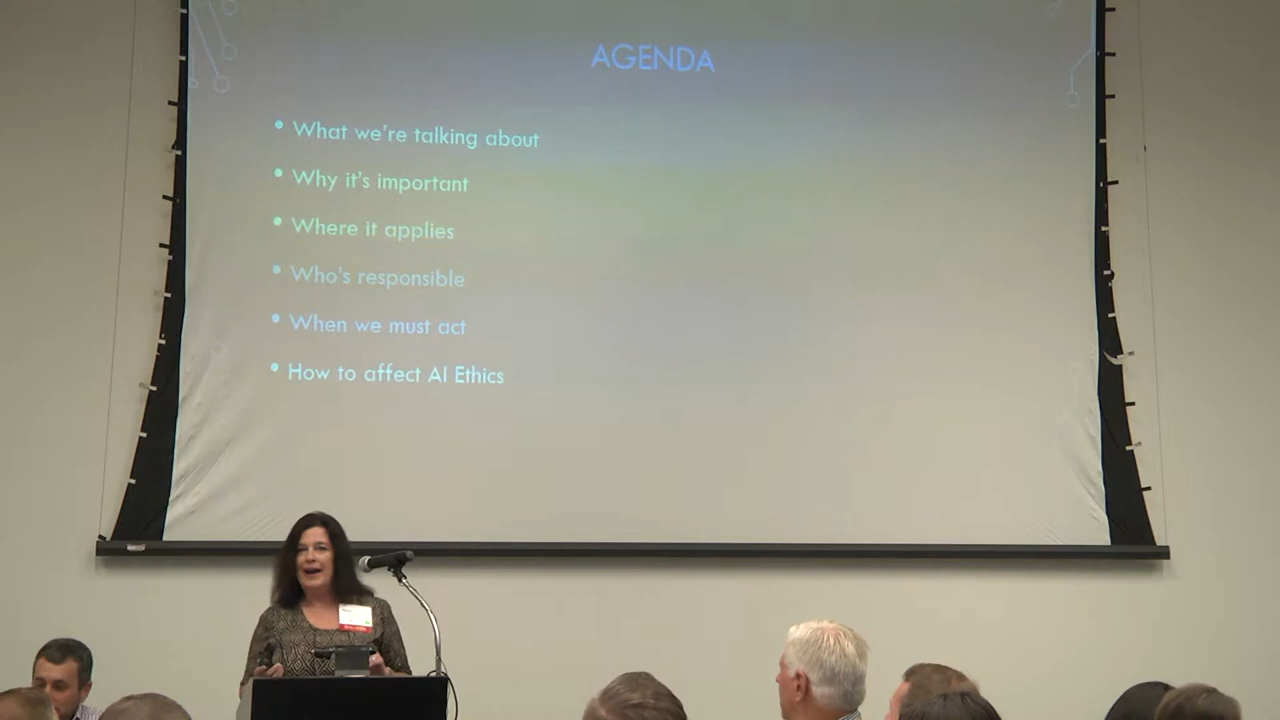 AGENDA
• What we're talking about
• Why it's important
• Where it applies
• Who's responsible
• When we must act
• How to affect AI Ethics